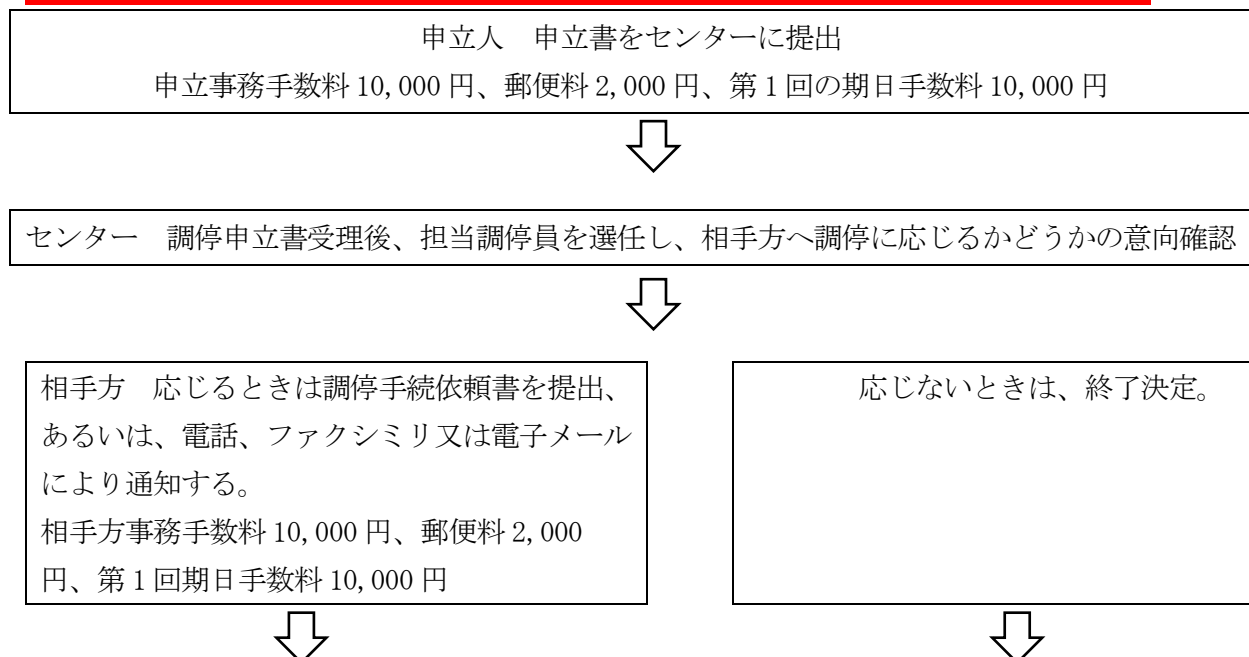 申立人　申立書をセンターに提出
申立事務手数料 10,000 円、郵便料 2,000 円、第 1 回の期日手数料 10,000 円
センター　調停申立書受理後、担当調停員を選任し、相手方へ調停に応じるかどうかの意向確認
相手方　応じるときは調停手続依頼書を提出、
あるいは、電話、ファクシミリ又は電子メール
により通知する。
相手方事務手数料 10,000 円、郵便料 2,000
円、第 1 回期日手数料 10,000 円
応じないときは、終了決定。